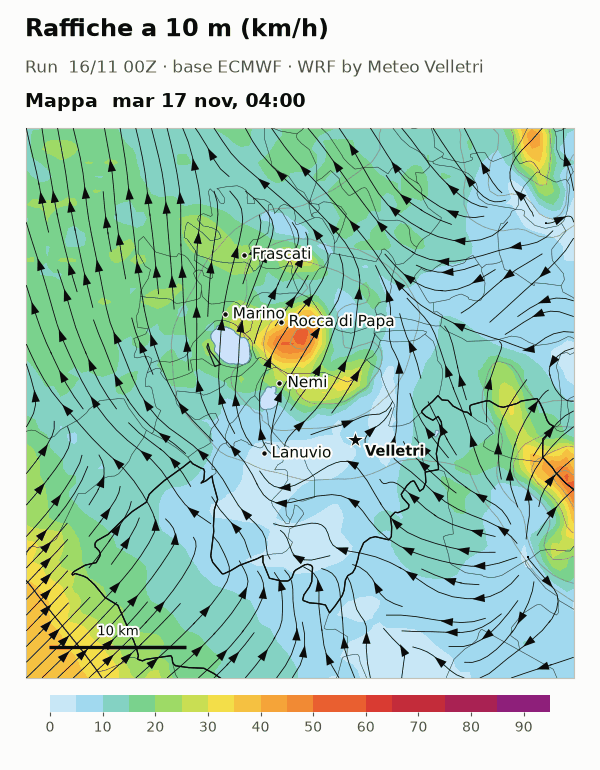 Raffiche a 10 m (km/h)
Run  16/11 00Z · base ECMWF · WRF by Meteo Velletri
Mappa  mar 17 nov, 04:00
Frascati
Marino
Rocca di Papa
Nemi
Velletri
Lanuvio
10 km
0 10 20 30 40 50 60 70 80 90